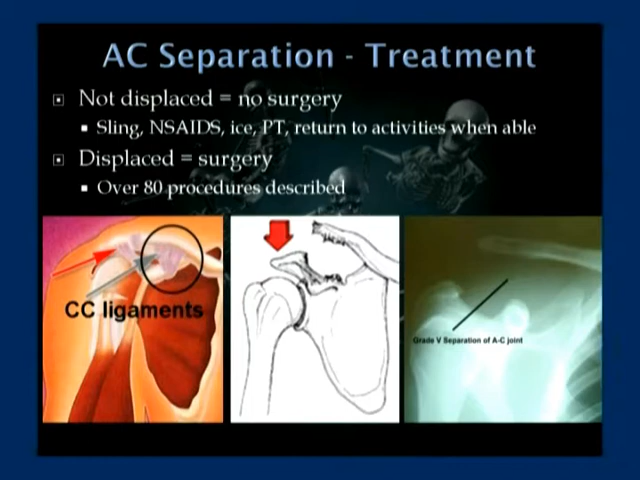 AC Separation - Treatment
Not displaced = no surgery
Sling, NSAIDS, ice, PT, return to activities when able
Displaced = surgery
Over 80 procedures described
CC ligaments
Grade V Separation of A-C joint